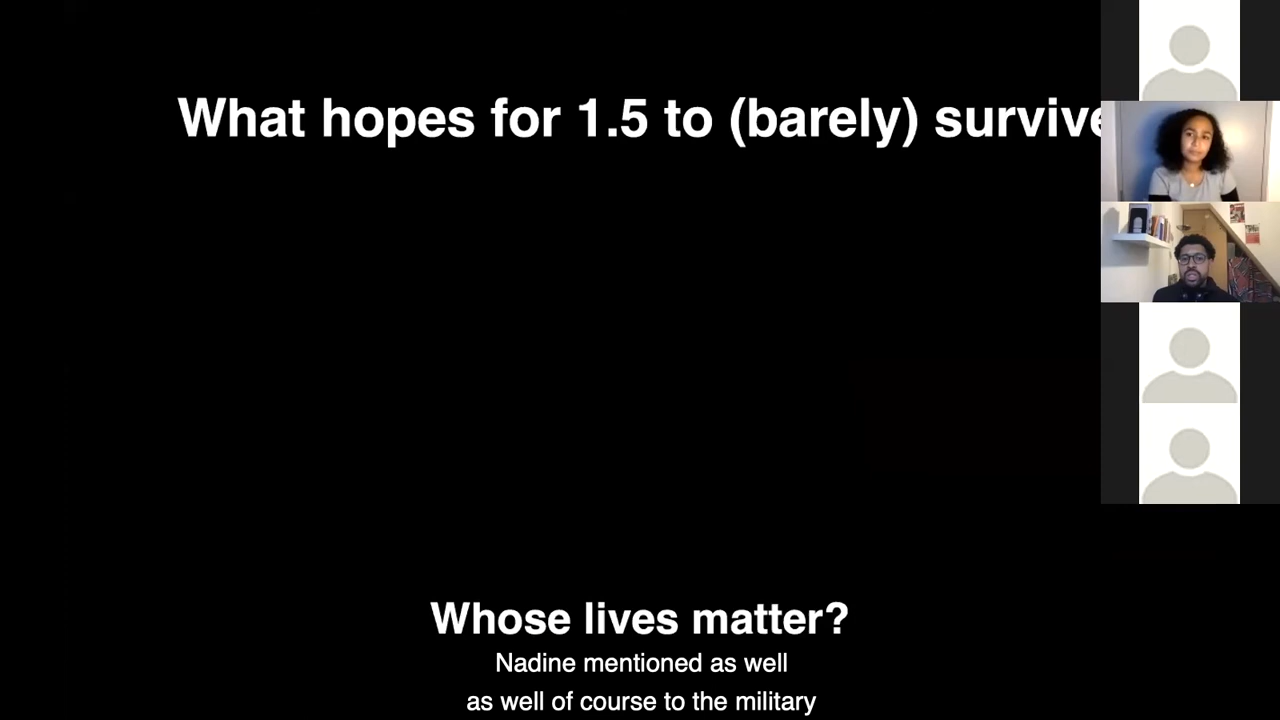 What hopes for 1.5 to (barely) survive
Whose lives matter?
Nadine mentioned as well
as well of course to the military